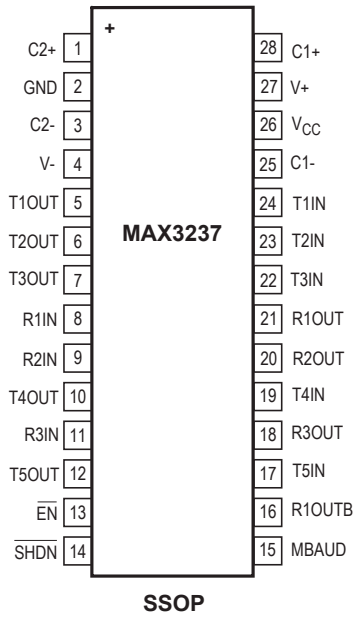 +
C2+ 1 28 C1+
GND 2 27 V+
C2- 3 26 VCC
V- 4 25 C1-
T1OUT 5 24 T1IN
T2OUT 6 MAX3237 23 T2IN
T3OUT 7 22 T3IN
R1IN 8 21 R1OUT
R2IN 9 20 R2OUT
T4OUT 10 19 T4IN
R3IN 11 18 R3OUT
T5OUT 12 17 T5IN
E̅N̅ 13 16 R1OUTB
S̅H̅D̅N̅ 14 15 MBAUD
SSOP